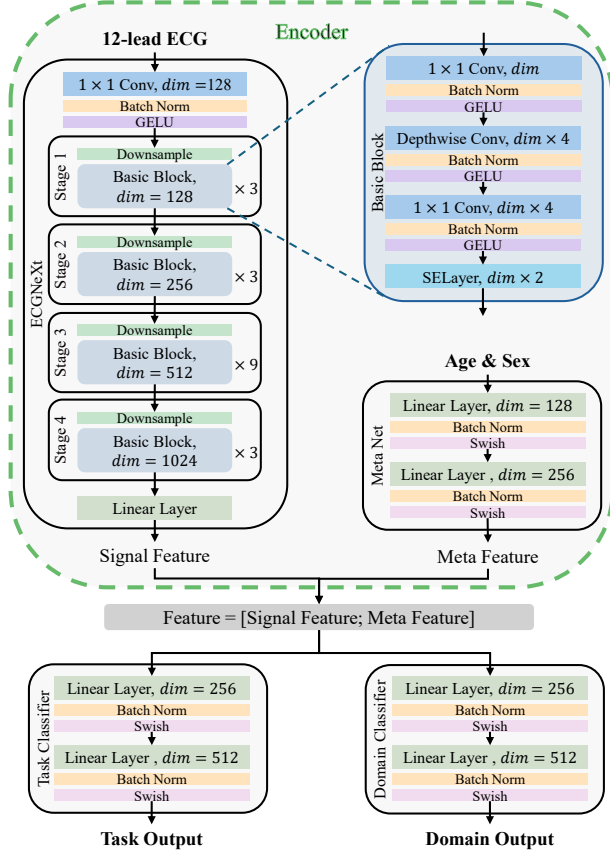 Encoder
12-lead ECG
ECGNeXt
1 × 1 Conv, dim =128
Batch Norm
GELU
Stage 1
Downsample
Basic Block,
dim = 128
× 3
Stage 2
Downsample
Basic Block,
dim = 256
× 3
Stage 3
Downsample
Basic Block,
dim = 512
× 9
Stage 4
Downsample
Basic Block,
dim = 1024
× 3
Linear Layer
Signal Feature
Basic Block
1 × 1 Conv, dim
Batch Norm
GELU
Depthwise Conv, dim × 4
Batch Norm
GELU
1 × 1 Conv, dim × 4
Batch Norm
GELU
SELayer, dim × 2
Age & Sex
Meta Net
Linear Layer, dim = 128
Batch Norm
Swish
Linear Layer , dim = 256
Batch Norm
Swish
Meta Feature
Feature = [Signal Feature; Meta Feature]
Task Classifier
Linear Layer, dim = 256
Batch Norm
Swish
Linear Layer , dim = 512
Batch Norm
Swish
Task Output
Domain Classifier
Linear Layer, dim = 256
Batch Norm
Swish
Linear Layer , dim = 512
Batch Norm
Swish
Domain Output